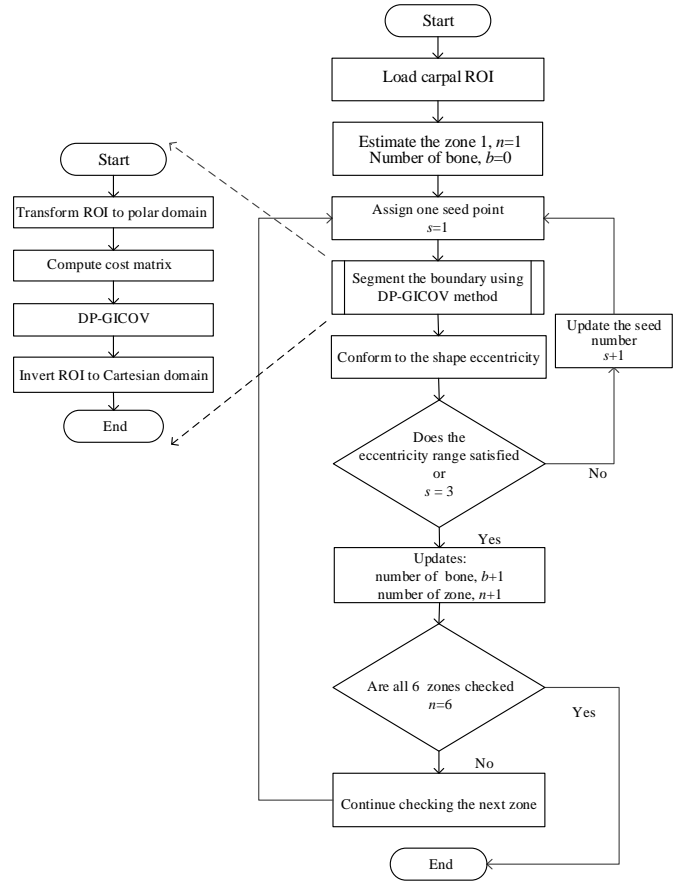 Start
Load carpal ROI
Estimate the zone 1, n=1
Number of bone, b=0
Assign one seed point
s=1
Segment the boundary using
DP-GICOV method
Conform to the shape eccentricity
Does the
eccentricity range satisfied
or
s = 3
No
Update the seed
number
s+1
Yes
Updates:
number of bone, b+1
number of zone, n+1
Are all 6 zones checked
n=6
Yes
No
Continue checking the next zone
End
Start
Transform ROI to polar domain
Compute cost matrix
DP-GICOV
Invert ROI to Cartesian domain
End